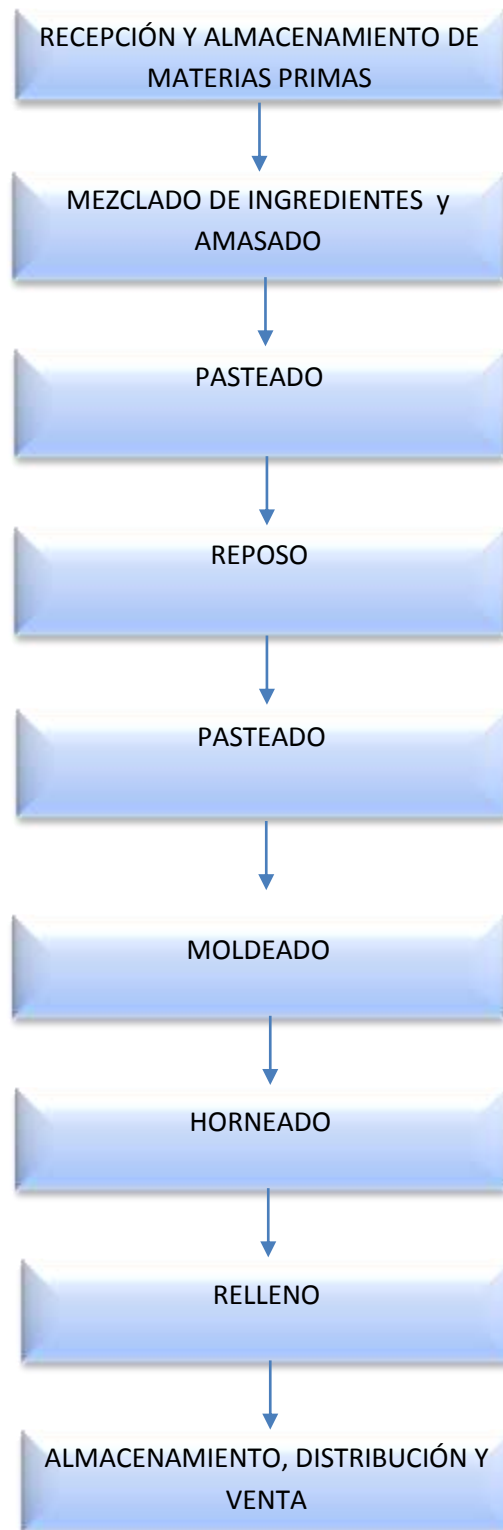 RECEPCIÓN Y ALMACENAMIENTO DE
MATERIAS PRIMAS
MEZCLADO DE INGREDIENTES y
AMASADO
PASTEADO
REPOSO
PASTEADO
MOLDEADO
HORNEADO
RELLENO
ALMACENAMIENTO, DISTRIBUCIÓN Y
VENTA